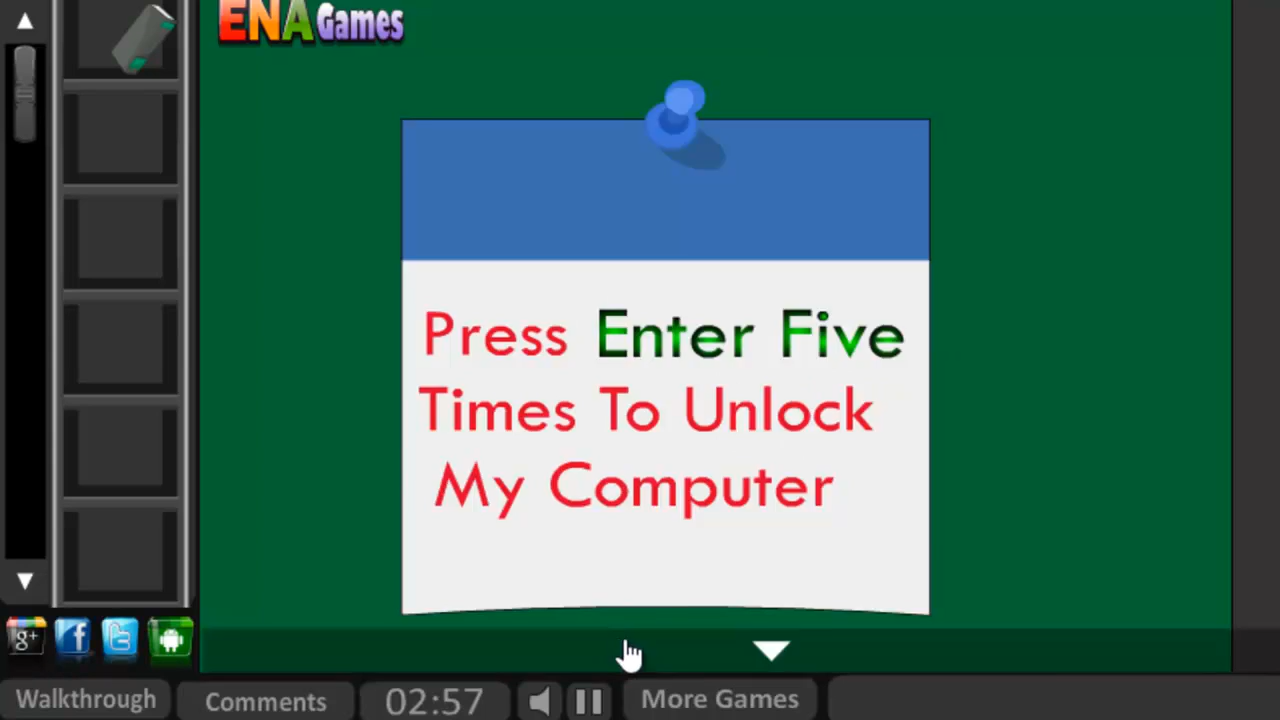 ENA Games
Press Enter Five
Times To Unlock
My Computer
g+
f
t
Walkthrough
Comments
02:57
More Games